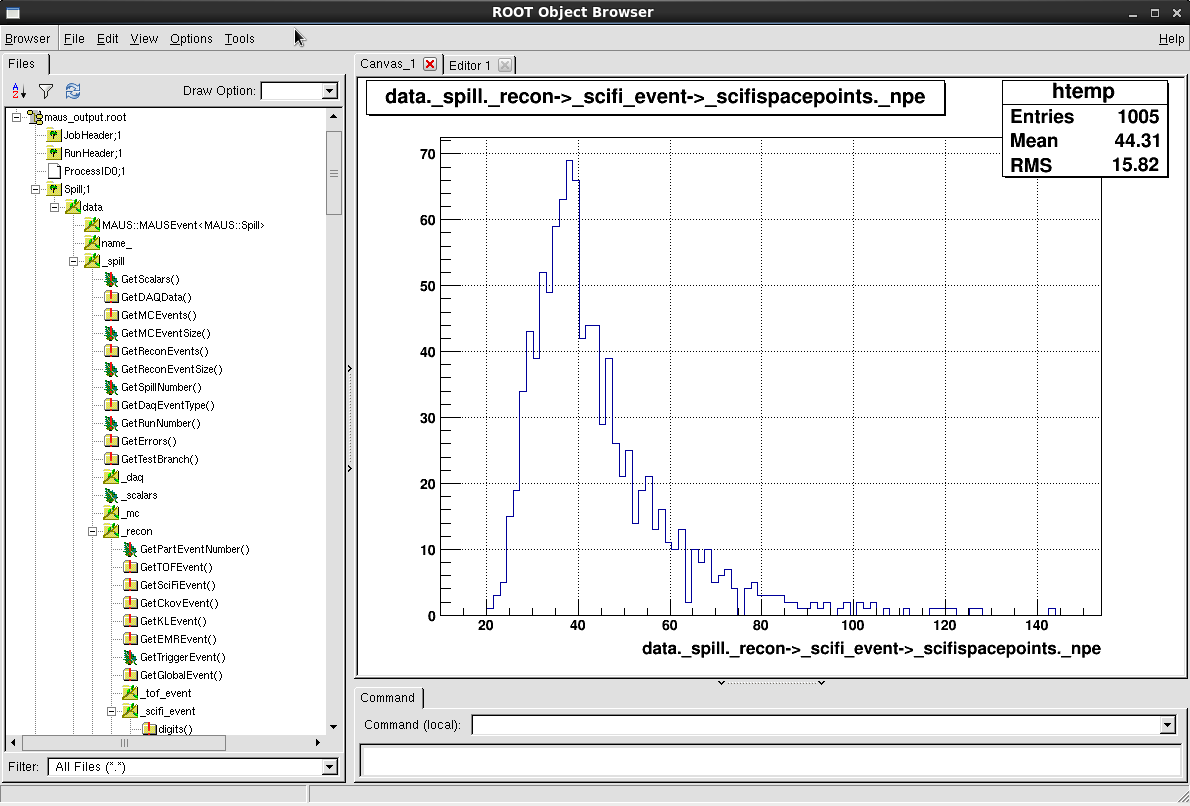 ROOT Object Browser
Browser File Edit View Options Tools Help
Files
Draw Option:
maus_output.root
JobHeader;1
RunHeader;1
ProcessID0;1
Spill;1
data
MAUS::MAUSEvent<MAUS::Spill>
name_
_spill
GetScalars()
GetDAQData()
GetMCEvents()
GetMCEventSize()
GetReconEvents()
GetReconEventSize()
GetSpillNumber()
GetDaqEventType()
GetRunNumber()
GetErrors()
GetTestBranch()
_daq
_scalars
_mc
_recon
GetPartEventNumber()
GetTOFEvent()
GetSciFiEvent()
GetCkovEvent()
GetKLEvent()
GetEMREvent()
GetTriggerEvent()
GetGlobalEvent()
_tof_event
_scifi_event
digits()
Filter: All Files (*.*)
Canvas_1 Editor 1
data._spill._recon->_scifi_event->_scifispacepoints._npe
htemp
Entries 1005
Mean 44.31
RMS 15.82
70
60
50
40
30
20
10
0
20 40 60 80 100 120 140
data._spill._recon->_scifi_event->_scifispacepoints._npe
Command
Command (local):